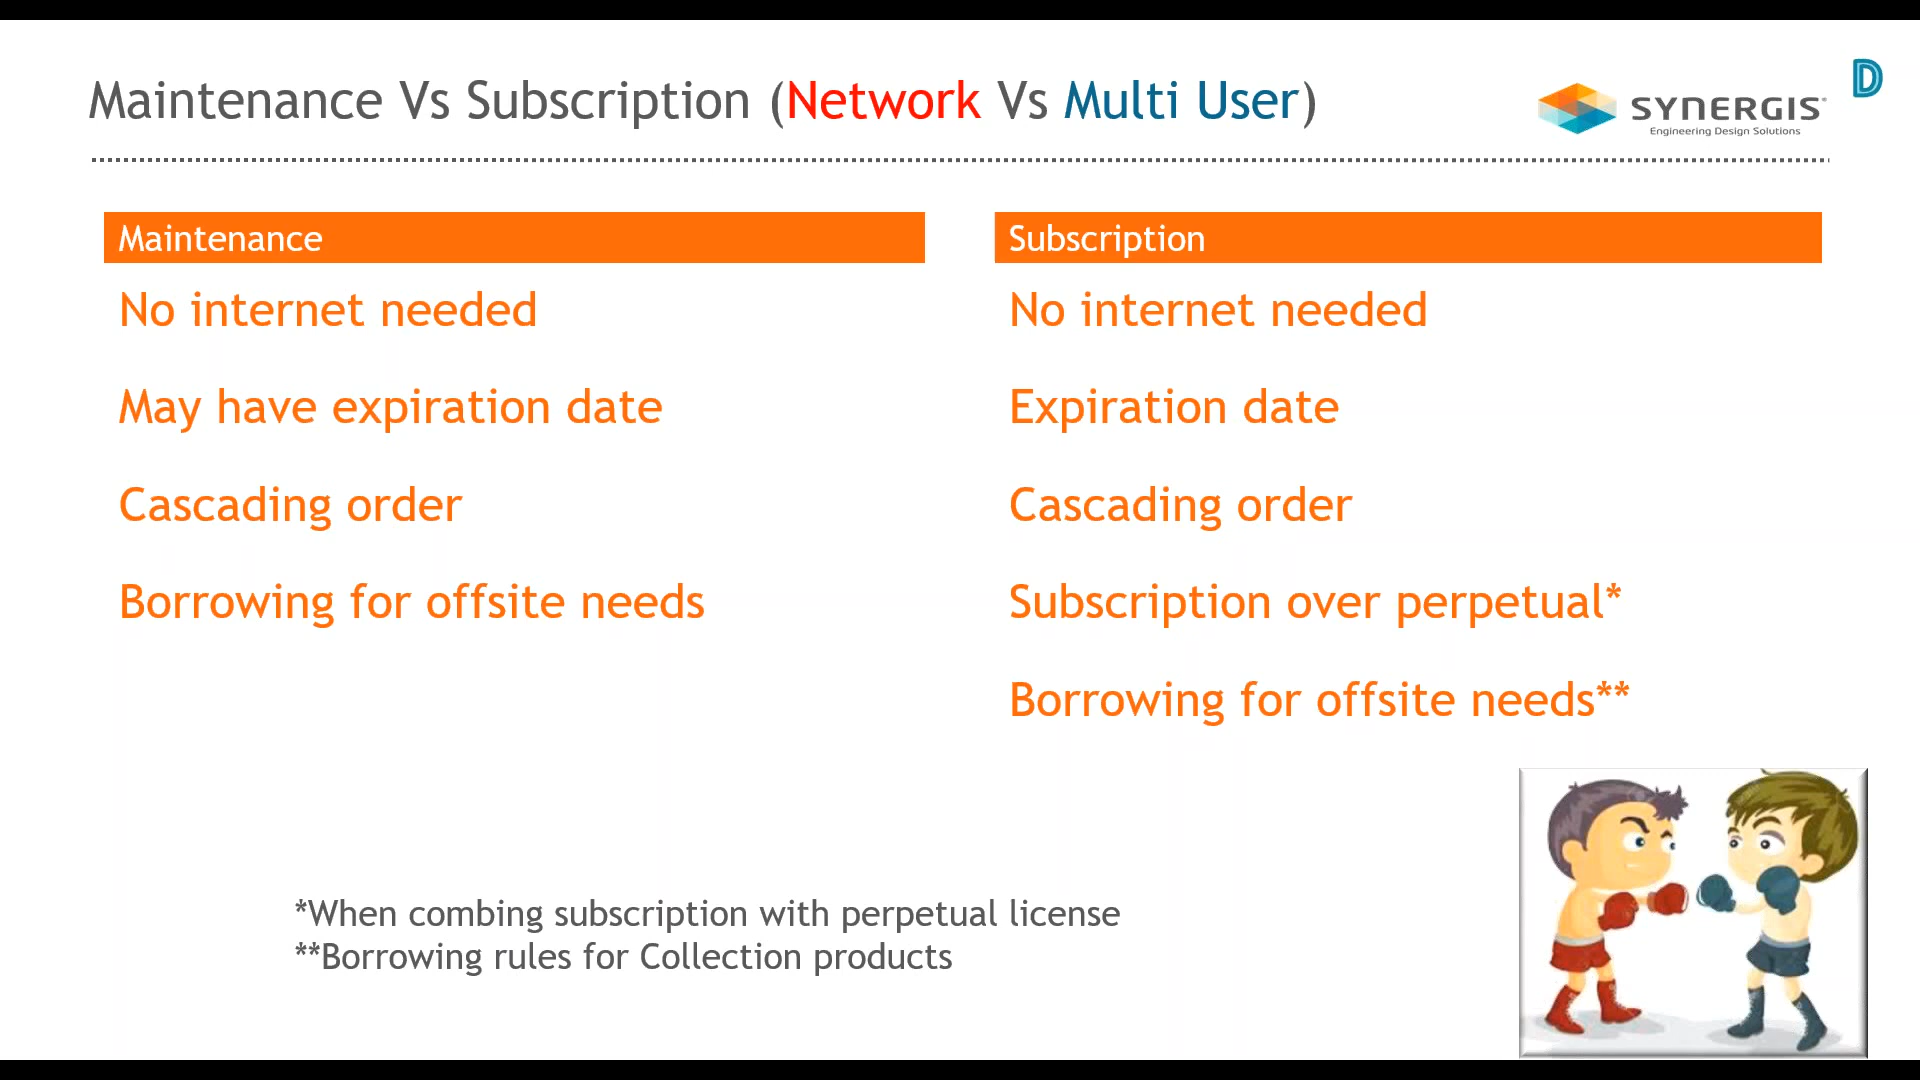 Maintenance Vs Subscription (Network Vs Multi User)
SYNERGIS
Engineering Design Solutions
D
Maintenance
No internet needed
May have expiration date
Cascading order
Borrowing for offsite needs
Subscription
No internet needed
Expiration date
Cascading order
Subscription over perpetual*
Borrowing for offsite needs**
*When combing subscription with perpetual license
**Borrowing rules for Collection products